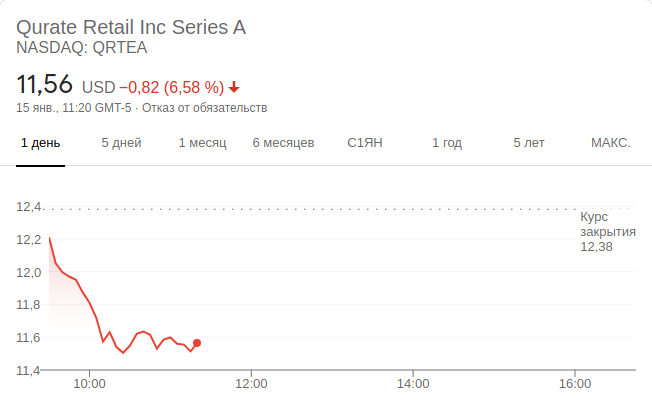 Qurate Retail Inc Series A
NASDAQ: QRTEA
11,56 USD −0,82 (6,58 %)
15 янв., 11:20 GMT-5 · Отказ от обязательств
1 день 5 дней 1 месяц 6 месяцев С1ЯН 1 год 5 лет МАКС.
12,4
Курс
закрытия
12,38
12,2
12,0
11,8
11,6
11,4
10:00 12:00 14:00 16:00